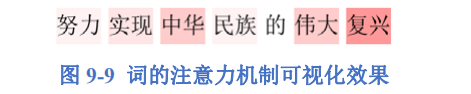 努力 实现 中华 民族 的 伟大 复兴
图 9-9 词的注意力机制可视化效果